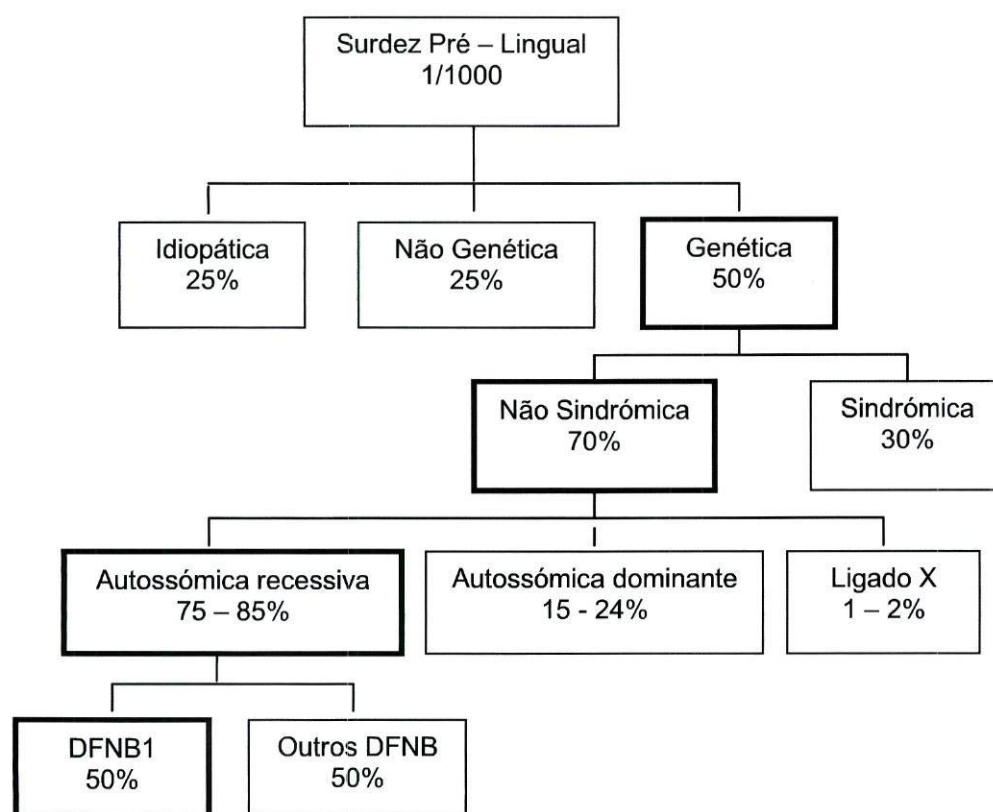 Surdez Pré – Lingual
1/1000
Idiopática
25%
Não Genética
25%
Genética
50%
Não Sindrómica
70%
Sindrómica
30%
Autossómica recessiva
75 – 85%
Autossómica dominante
15 - 24%
Ligado X
1 – 2%
DFNB1
50%
Outros DFNB
50%